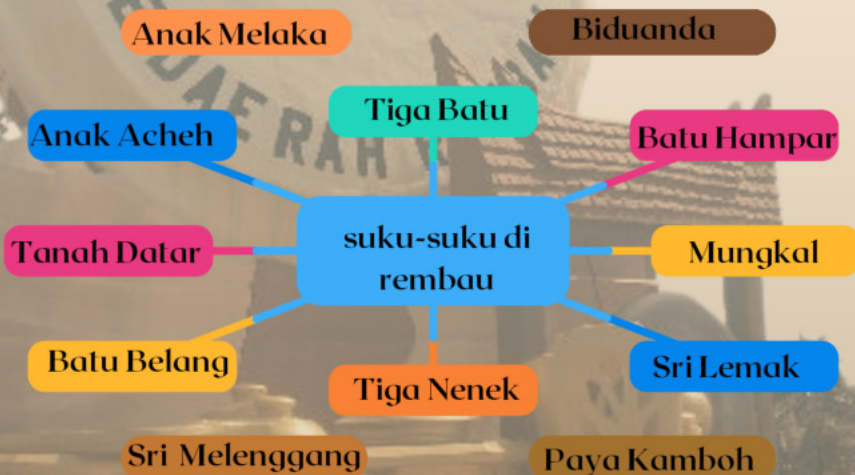 Anak Melaka
Biduanda
Tiga Batu
Anak Acheh
Batu Hampar
DAERAH
suku-suku di
rembau
Tanah Datar
Mungkal
Batu Belang
Sri Lemak
Tiga Nenek
Sri Melenggang
Paya Kamboh